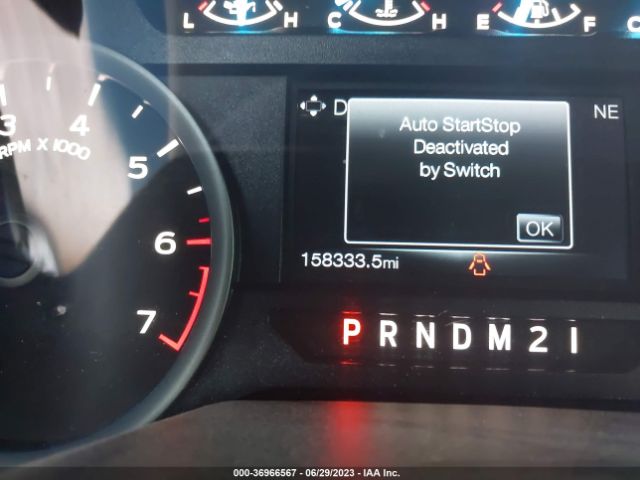 L H C H E F C
3 4 5 6 7
RPM X 1000
D NE
Auto StartStop
Deactivated
by Switch
OK
158333.5mi
P R N D M 2 1
000-36966567 - 06/29/2023 - IAA Inc.